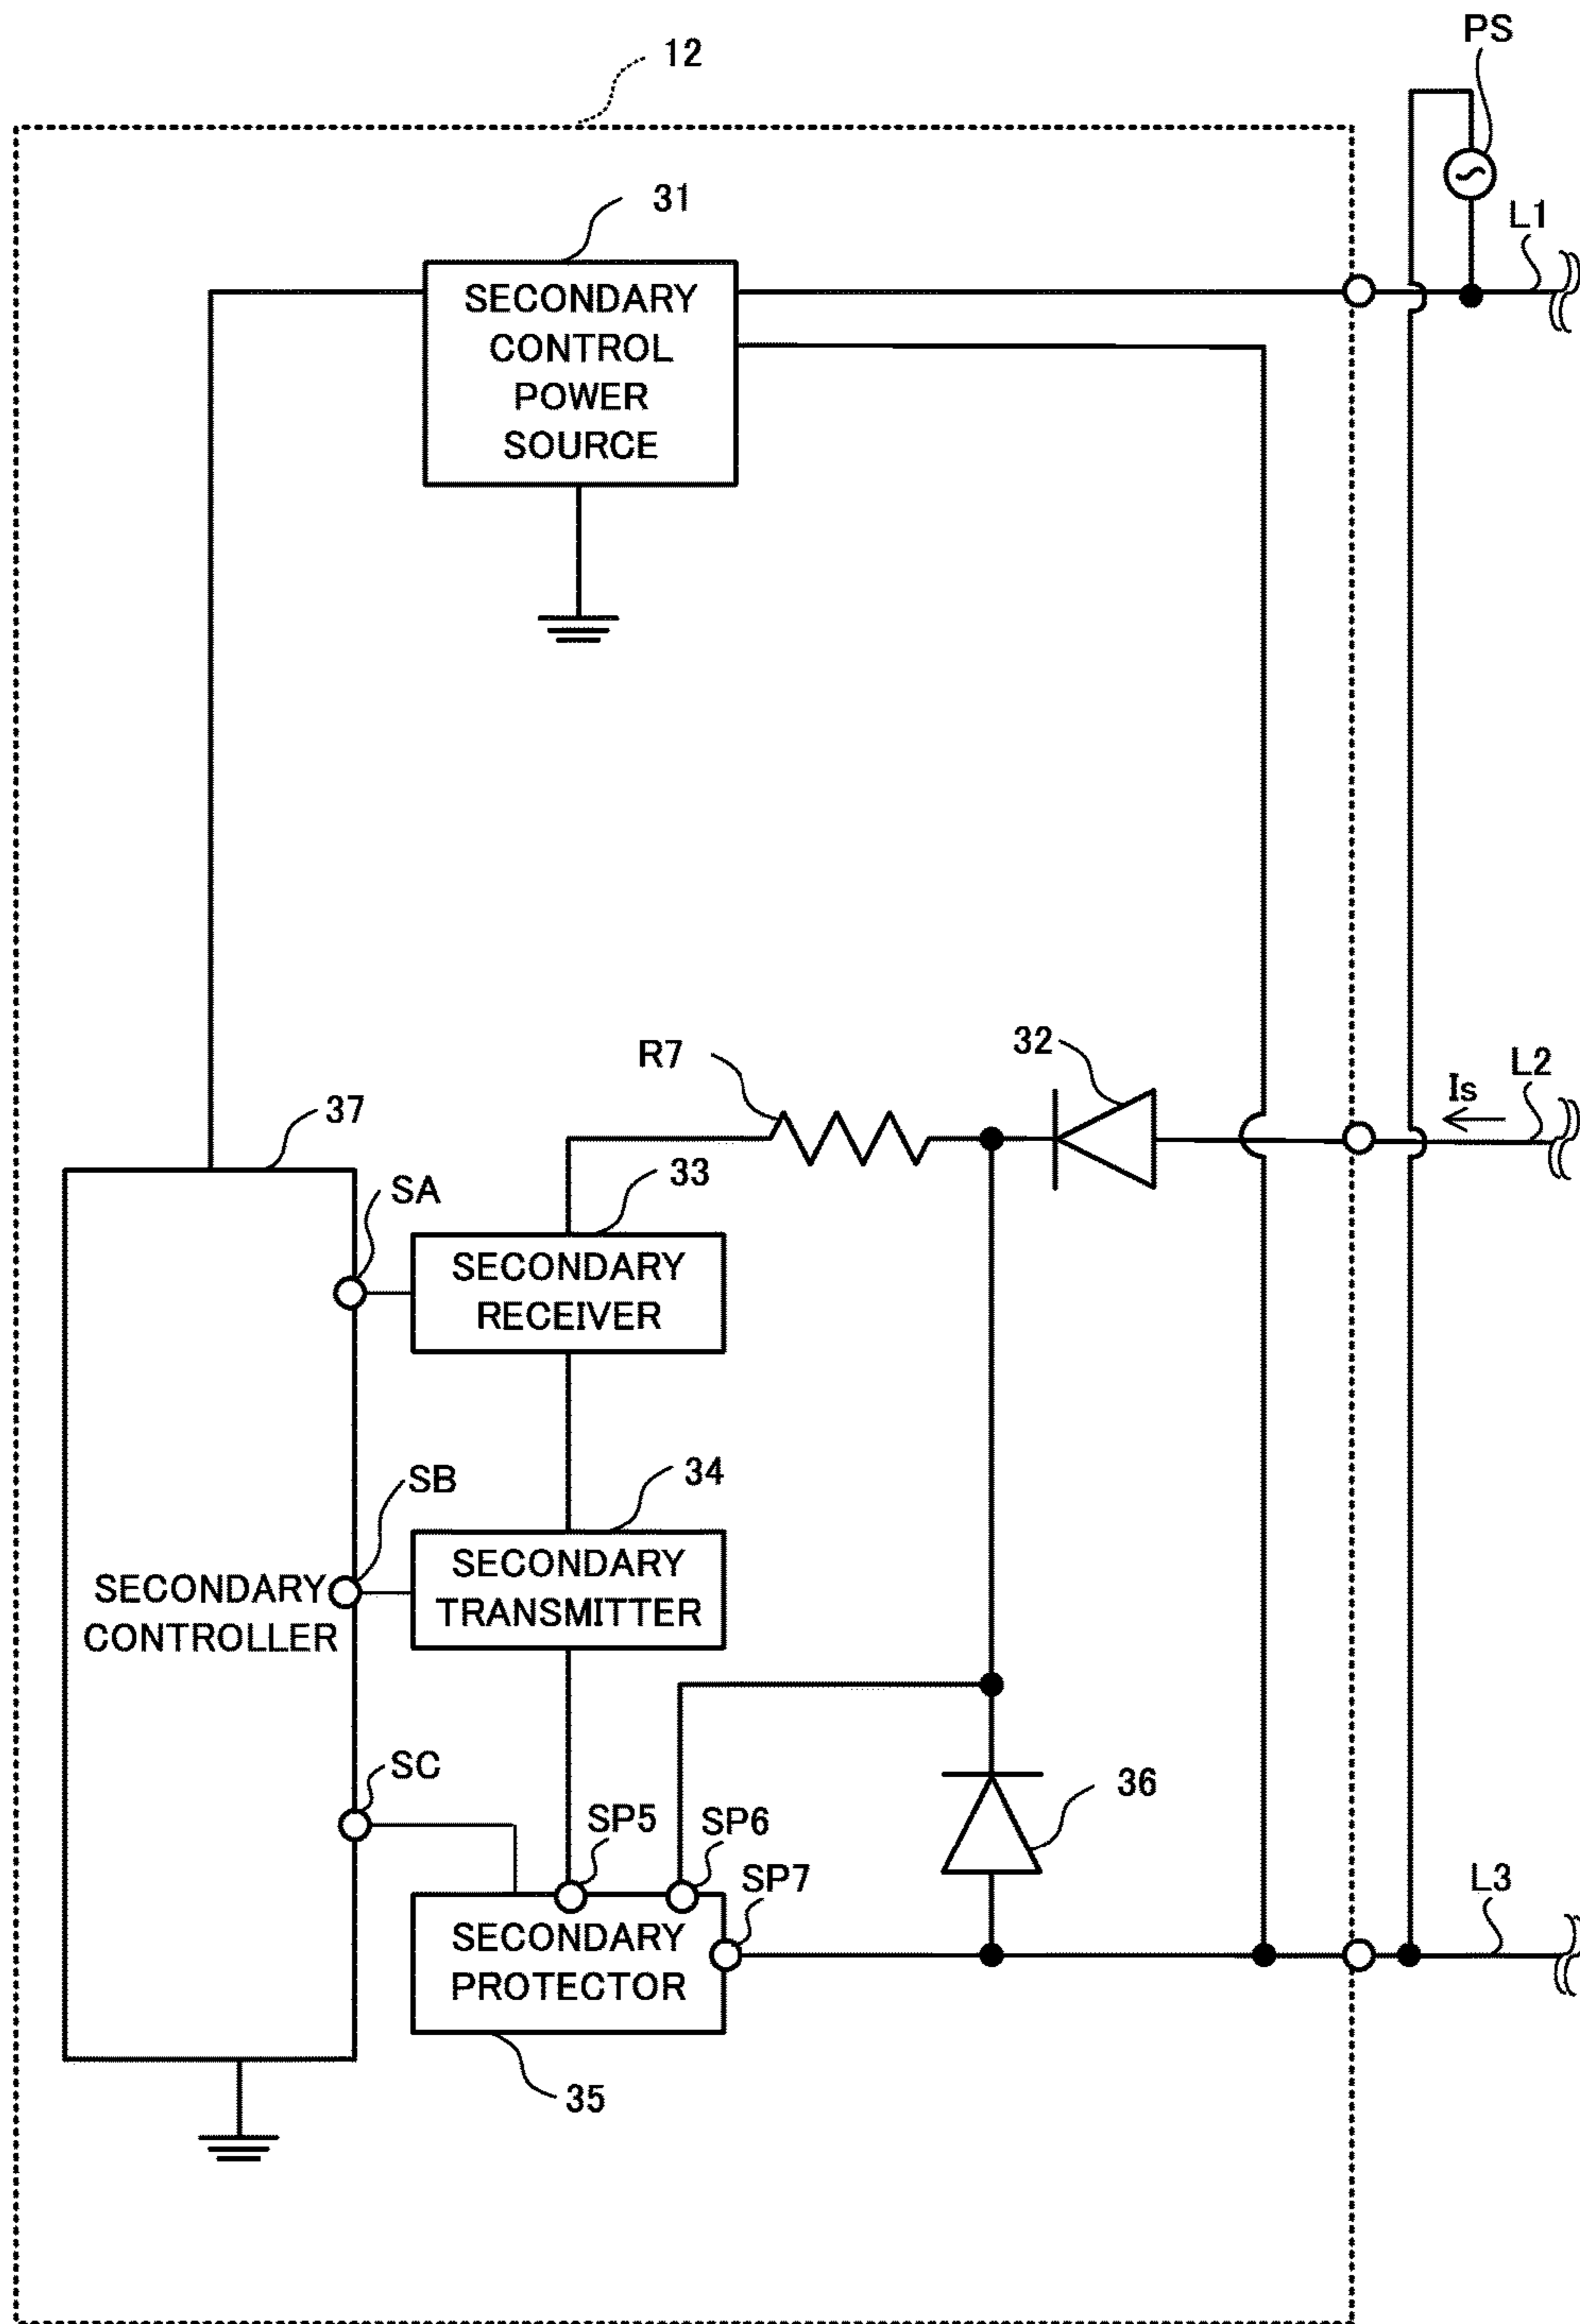 PS
12
31
L1
SECONDARY
CONTROL
POWER
SOURCE
32
R7
L2
Is
37
33
SA
SECONDARY
RECEIVER
34
SB
SECONDARY
TRANSMITTER
SECONDARY
CONTROLLER
SC
36
SP5
SP6
SP7
L3
SECONDARY
PROTECTOR
35